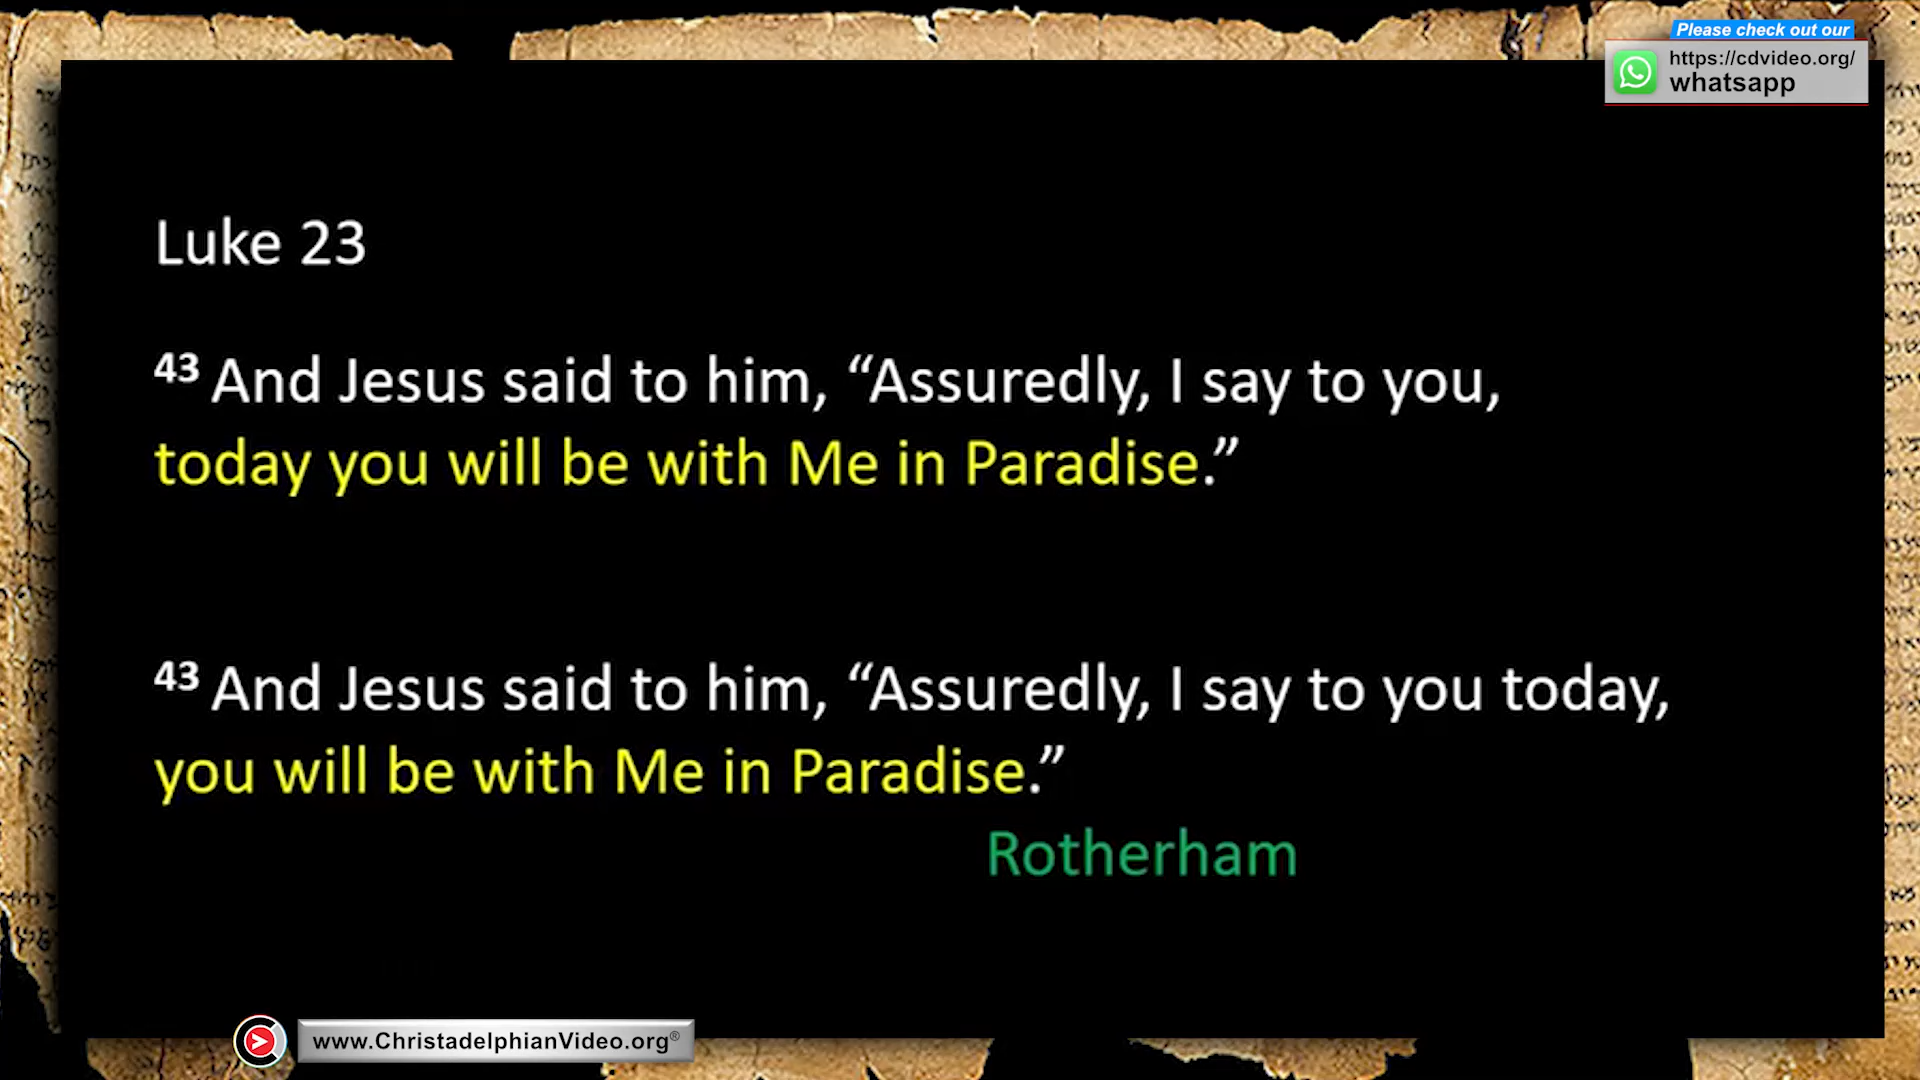 Please check out our
https://cdvideo.org/
whatsapp
Luke 23
43 And Jesus said to him, “Assuredly, I say to you,
today you will be with Me in Paradise.”
43 And Jesus said to him, “Assuredly, I say to you today,
you will be with Me in Paradise.”
Rotherham
www.ChristadelphianVideo.org®